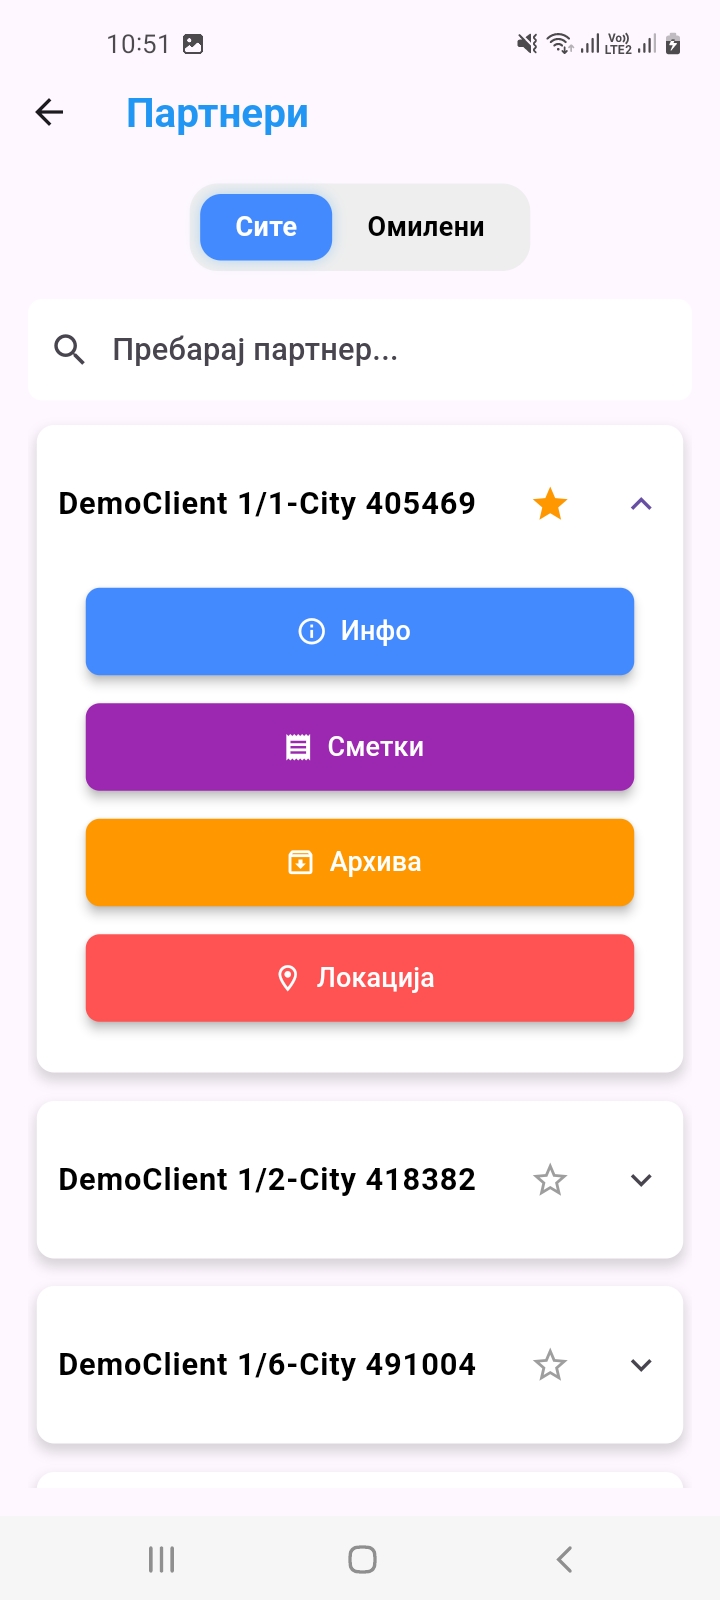 10:51
Vo))
LTE2
Партнери
Сите
Омилени
Пребарај партнер...
DemoClient 1/1-City 405469
Инфо
Сметки
Архива
Локација
DemoClient 1/2-City 418382
DemoClient 1/6-City 491004